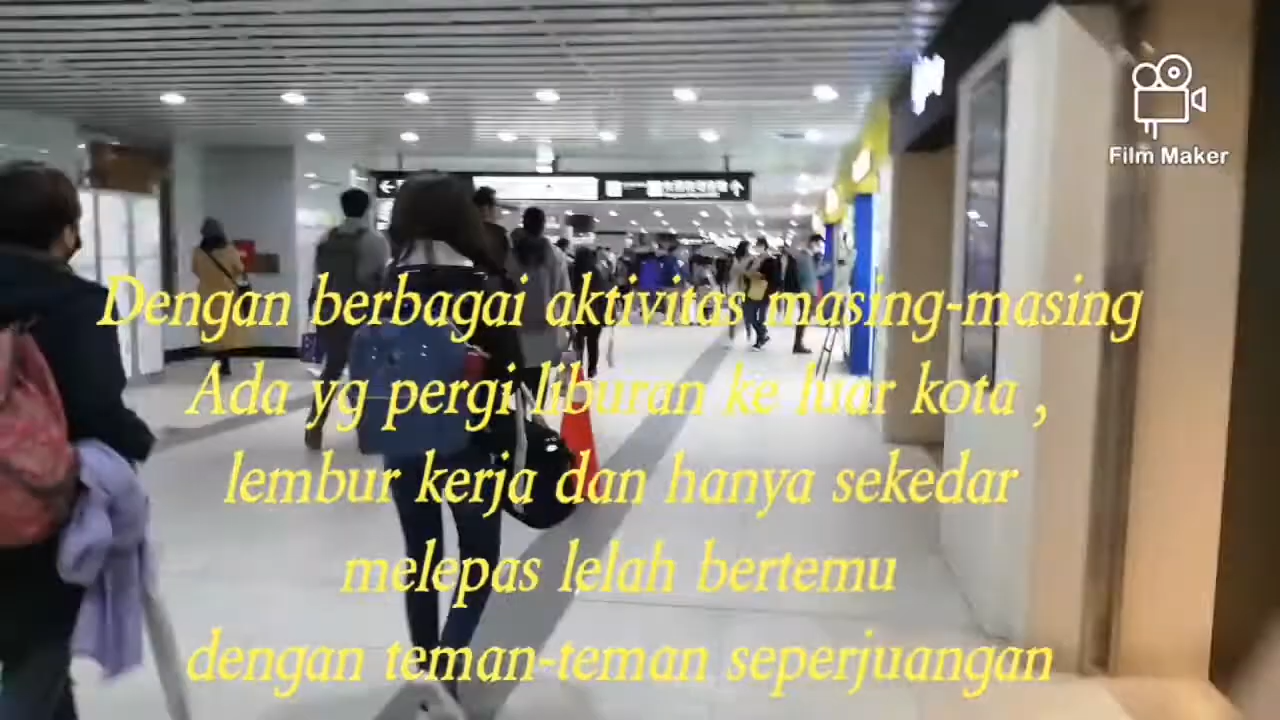 Film Maker
Dengan berbagai aktivitas masing-masing
Ada yg pergi liburan ke luar kota ,
lembur kerja dan hanya sekedar
melepas lelah bertemu
dengan teman-teman seperjuangan